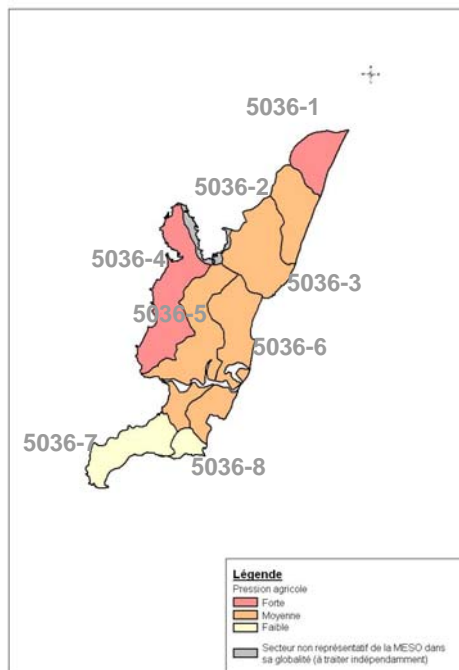 5036-1
5036-2
5036-4
5036-3
5036-5
5036-6
5036-7
5036-8
Légende
Pression agricole
Forte
Moyenne
Faible
Secteur non représentatif de la MESO dans
sa globalité (à traiter indépendamment)